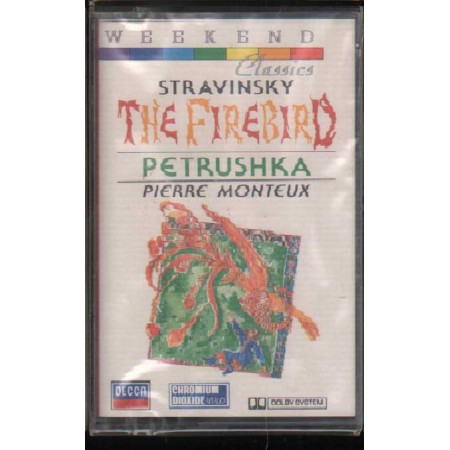 WEEKEND
Classics
STRAVINSKY
THE FIREBIRD
PETRUSHKA
PIERRE MONTEUX
DECCA
CHROMIUM
DIOXIDE
DOLBY SYSTEM